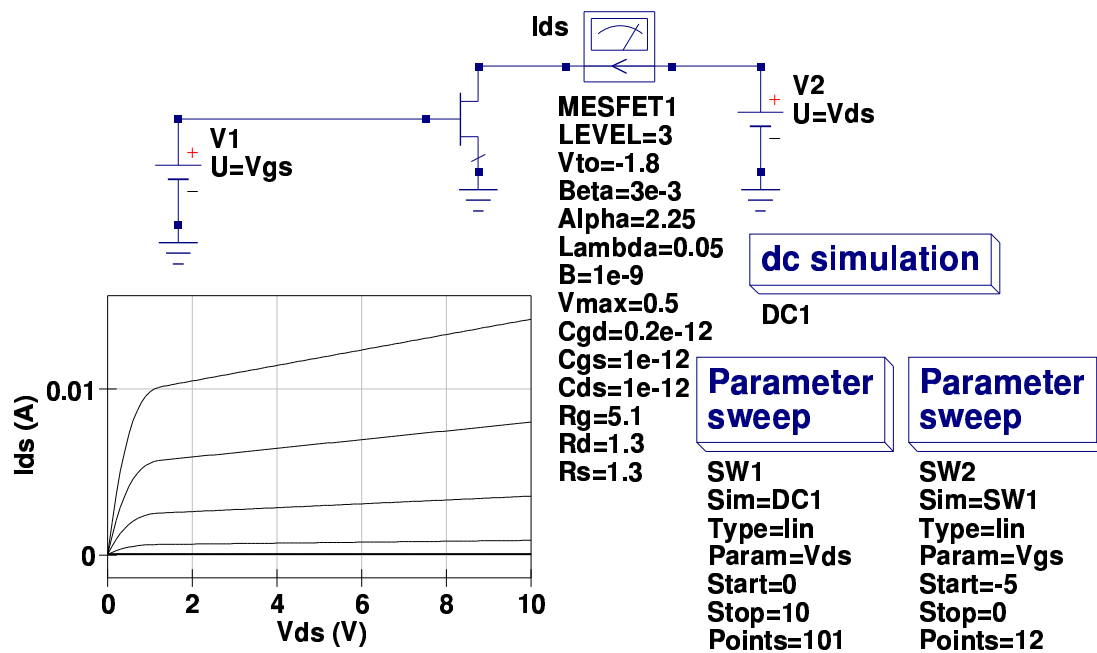 Ids
V1
U=Vgs
V2
U=Vds
MESFET1
LEVEL=3
Vto=-1.8
Beta=3e-3
Alpha=2.25
Lambda=0.05
B=1e-9
Vmax=0.5
Cgd=0.2e-12
Cgs=1e-12
Cds=1e-12
Rg=5.1
Rd=1.3
Rs=1.3
dc simulation
DC1
Parameter
sweep
SW1
Sim=DC1
Type=lin
Param=Vds
Start=0
Stop=10
Points=101
Parameter
sweep
SW2
Sim=SW1
Type=lin
Param=Vgs
Start=-5
Stop=0
Points=12
Ids (A)
0.01
0
0 2 4 6 8 10
Vds (V)